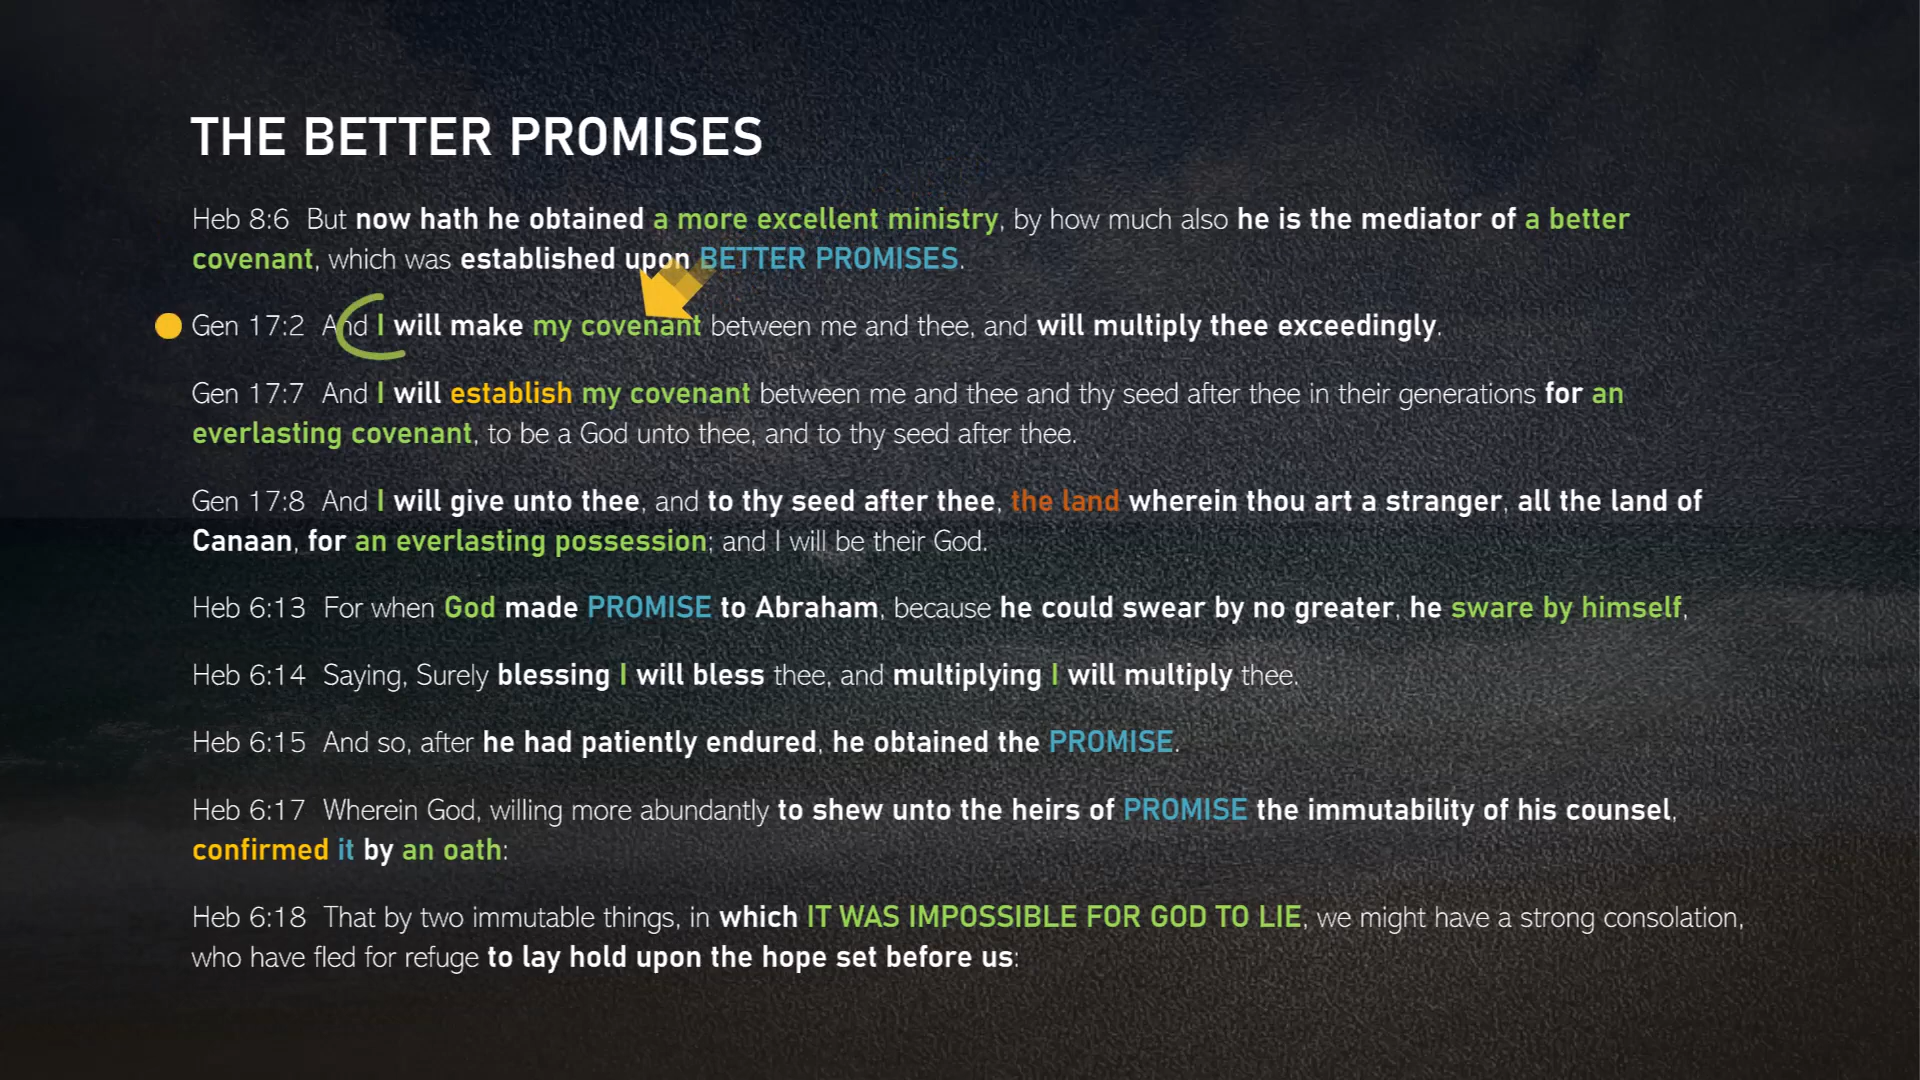 THE BETTER PROMISES
Heb 8:6 But now hath he obtained a more excellent ministry, by how much also he is the mediator of a better
covenant, which was established upon BETTER PROMISES.
Gen 17:2 And I will make my covenant between me and thee, and will multiply thee exceedingly.
Gen 17:7 And I will establish my covenant between me and thee and thy seed after thee in their generations for an
everlasting covenant, to be a God unto thee, and to thy seed after thee.
Gen 17:8 And I will give unto thee, and to thy seed after thee, the land wherein thou art a stranger, all the land of
Canaan, for an everlasting possession; and I will be their God.
Heb 6:13 For when God made PROMISE to Abraham, because he could swear by no greater, he sware by himself,
Heb 6:14 Saying, Surely blessing I will bless thee, and multiplying I will multiply thee.
Heb 6:15 And so, after he had patiently endured, he obtained the PROMISE.
Heb 6:17 Wherein God, willing more abundantly to shew unto the heirs of PROMISE the immutability of his counsel,
confirmed it by an oath:
Heb 6:18 That by two immutable things, in which IT WAS IMPOSSIBLE FOR GOD TO LIE, we might have a strong consolation,
who have fled for refuge to lay hold upon the hope set before us: